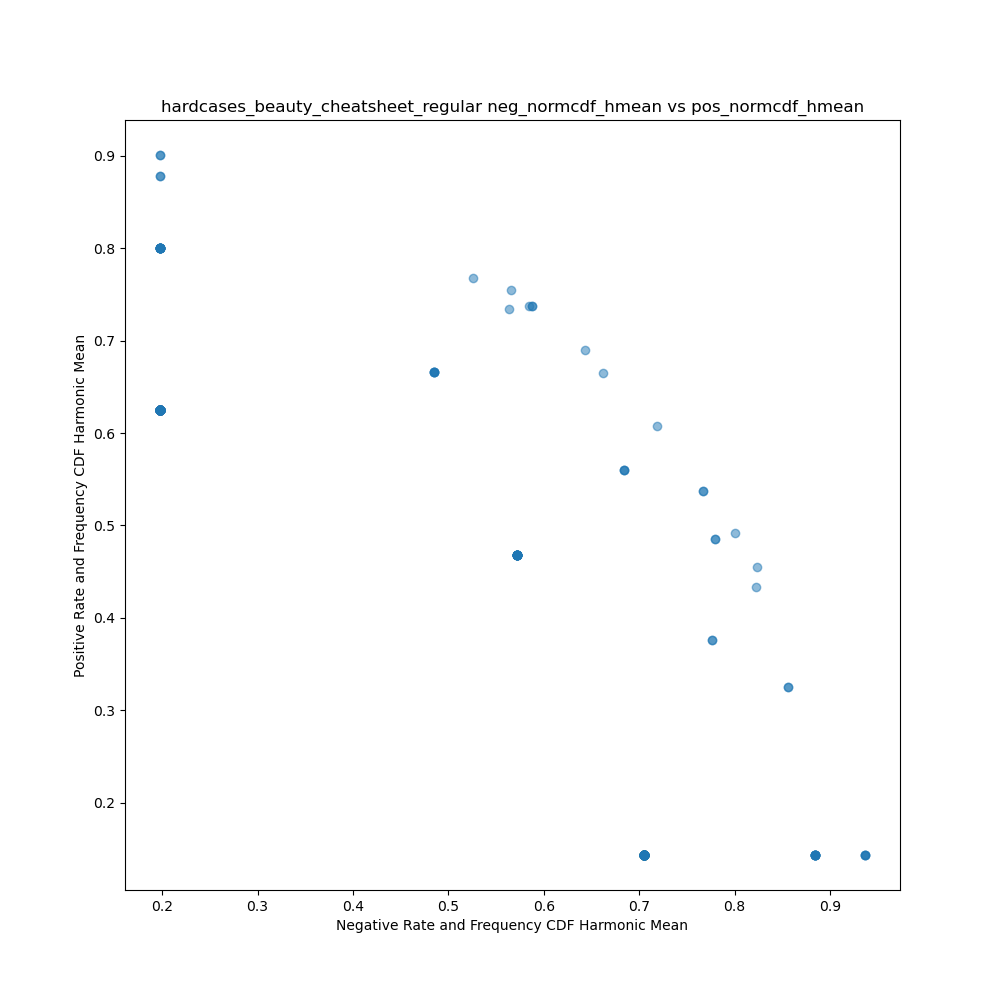 hardcases_beauty_cheatsheet_regular neg_normcdf_hmean vs pos_normcdf_hmean
0.9
0.8
0.7
0.6
0.5
0.4
0.3
0.2
Positive Rate and Frequency CDF Harmonic Mean
0.2 0.3 0.4 0.5 0.6 0.7 0.8 0.9
Negative Rate and Frequency CDF Harmonic Mean